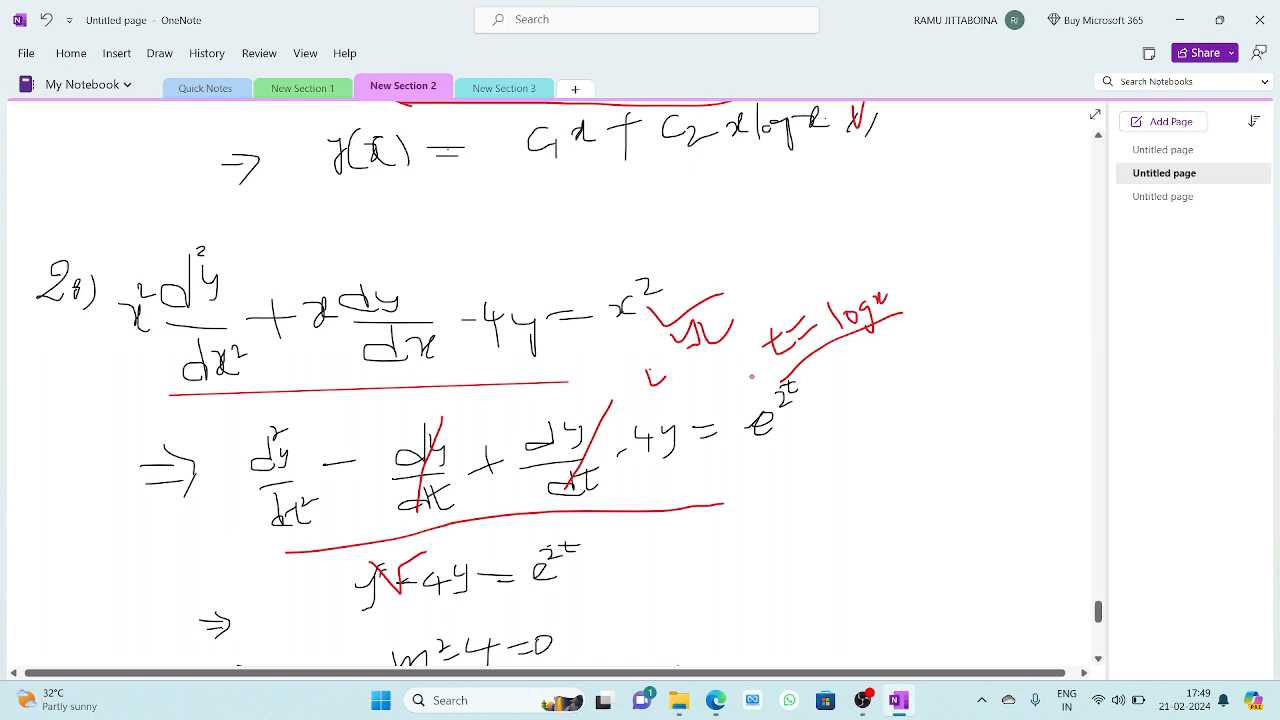 Untitled page - OneNote
Search
RAMU JITTABOINA RJ Buy Microsoft 365
File Home Insert Draw History Review View Help
Share
My Notebook Quick Notes New Section 1 New Section 2 New Section 3 +
Search Notebooks
Add Page
Untitled page
Untitled page
Untitled page
⇒ y(x) = C₁x + C₂ x log x
2.) x² d²y/dx² + x dy/dx - 4y = x²
t = log x
⇒ d²y/dt² - dy/dt + dy/dt - 4y = e^2t
⇒ y'' - 4y = e^2t
m² - 4 = 0
32°C
Partly sunny
Search
1
ENG
IN
17:49
21-02-2024